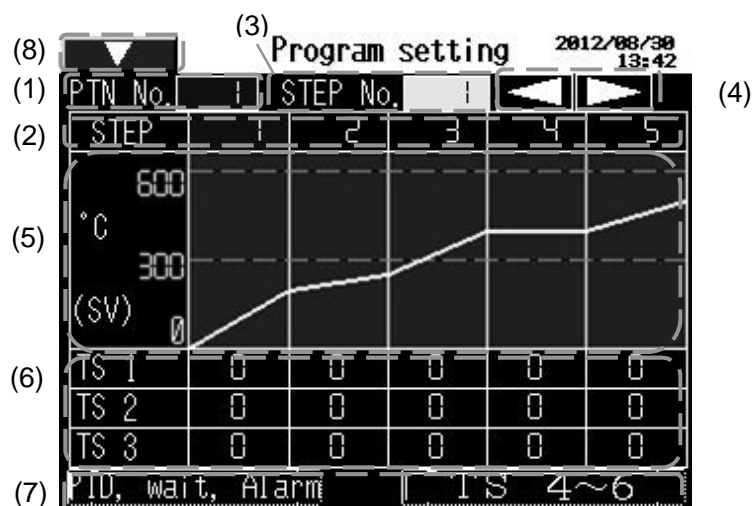 (3)
(8) Program setting 2012/08/30
13:42
(1) PTN No. 1 STEP No. 1 (4)
(2) STEP 1 2 3 4 5
600
(5) °C
300
(SV)
0
(6) TS 1 0 0 0 0 0
TS 2 0 0 0 0 0
TS 3 0 0 0 0 0
(7) PID, wait, Alarm TS 4~6